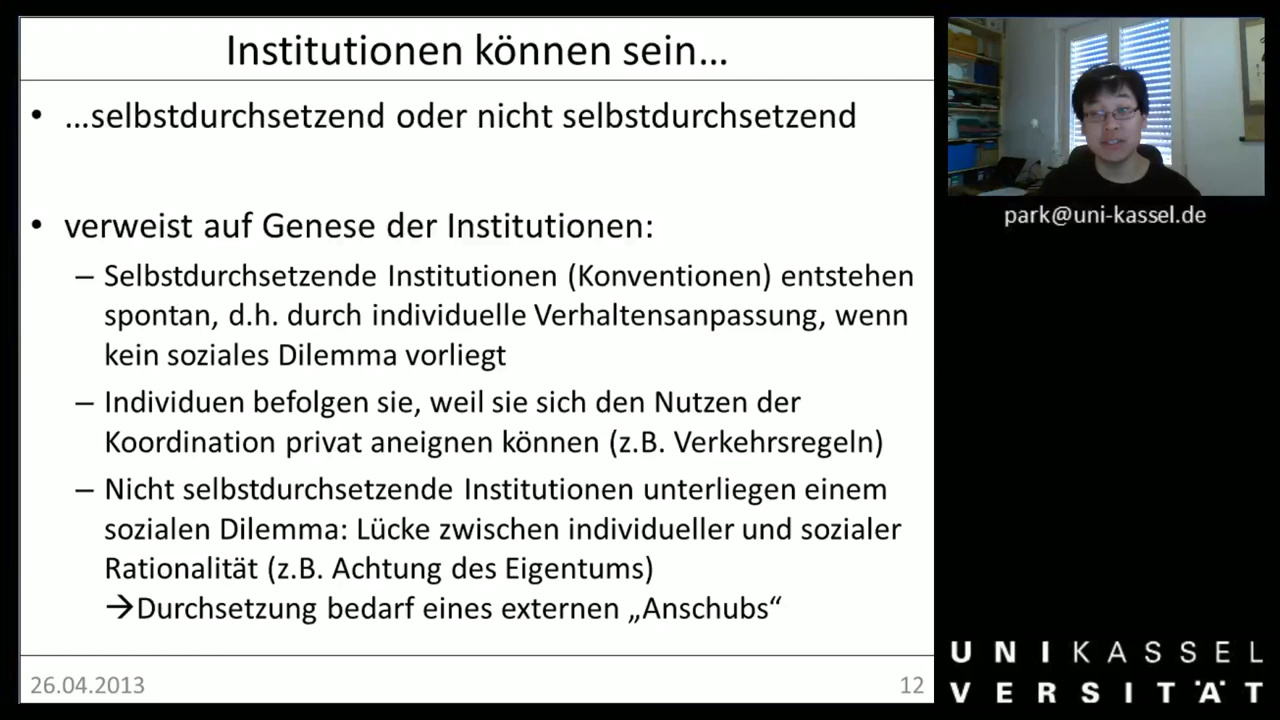 Institutionen können sein…
• …selbstdurchsetzend oder nicht selbstdurchsetzend
• verweist auf Genese der Institutionen:
– Selbstdurchsetzende Institutionen (Konventionen) entstehen
spontan, d.h. durch individuelle Verhaltensanpassung, wenn
kein soziales Dilemma vorliegt
– Individuen befolgen sie, weil sie sich den Nutzen der
Koordination privat aneignen können (z.B. Verkehrsregeln)
– Nicht selbstdurchsetzende Institutionen unterliegen einem
sozialen Dilemma: Lücke zwischen individueller und sozialer
Rationalität (z.B. Achtung des Eigentums)
→Durchsetzung bedarf eines externen „Anschubs“
26.04.2013
12
park@uni-kassel.de
UNIKASSEL
VERSITÄT